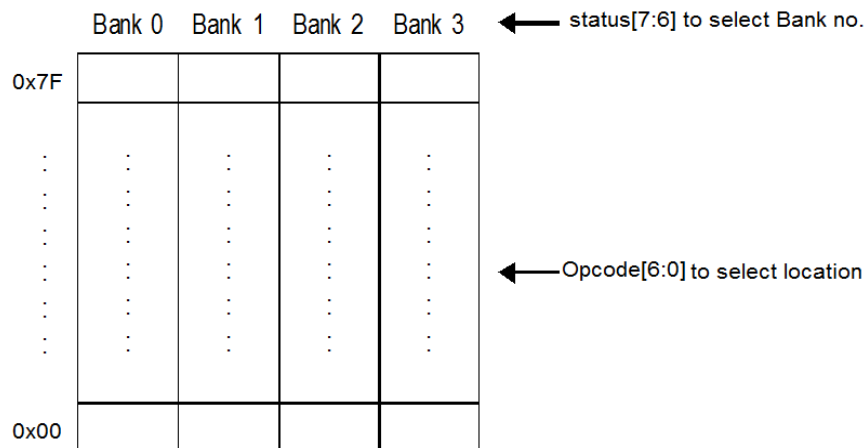 Bank 0 Bank 1 Bank 2 Bank 3 status[7:6] to select Bank no.
0x7F
Opcode[6:0] to select location
0x00